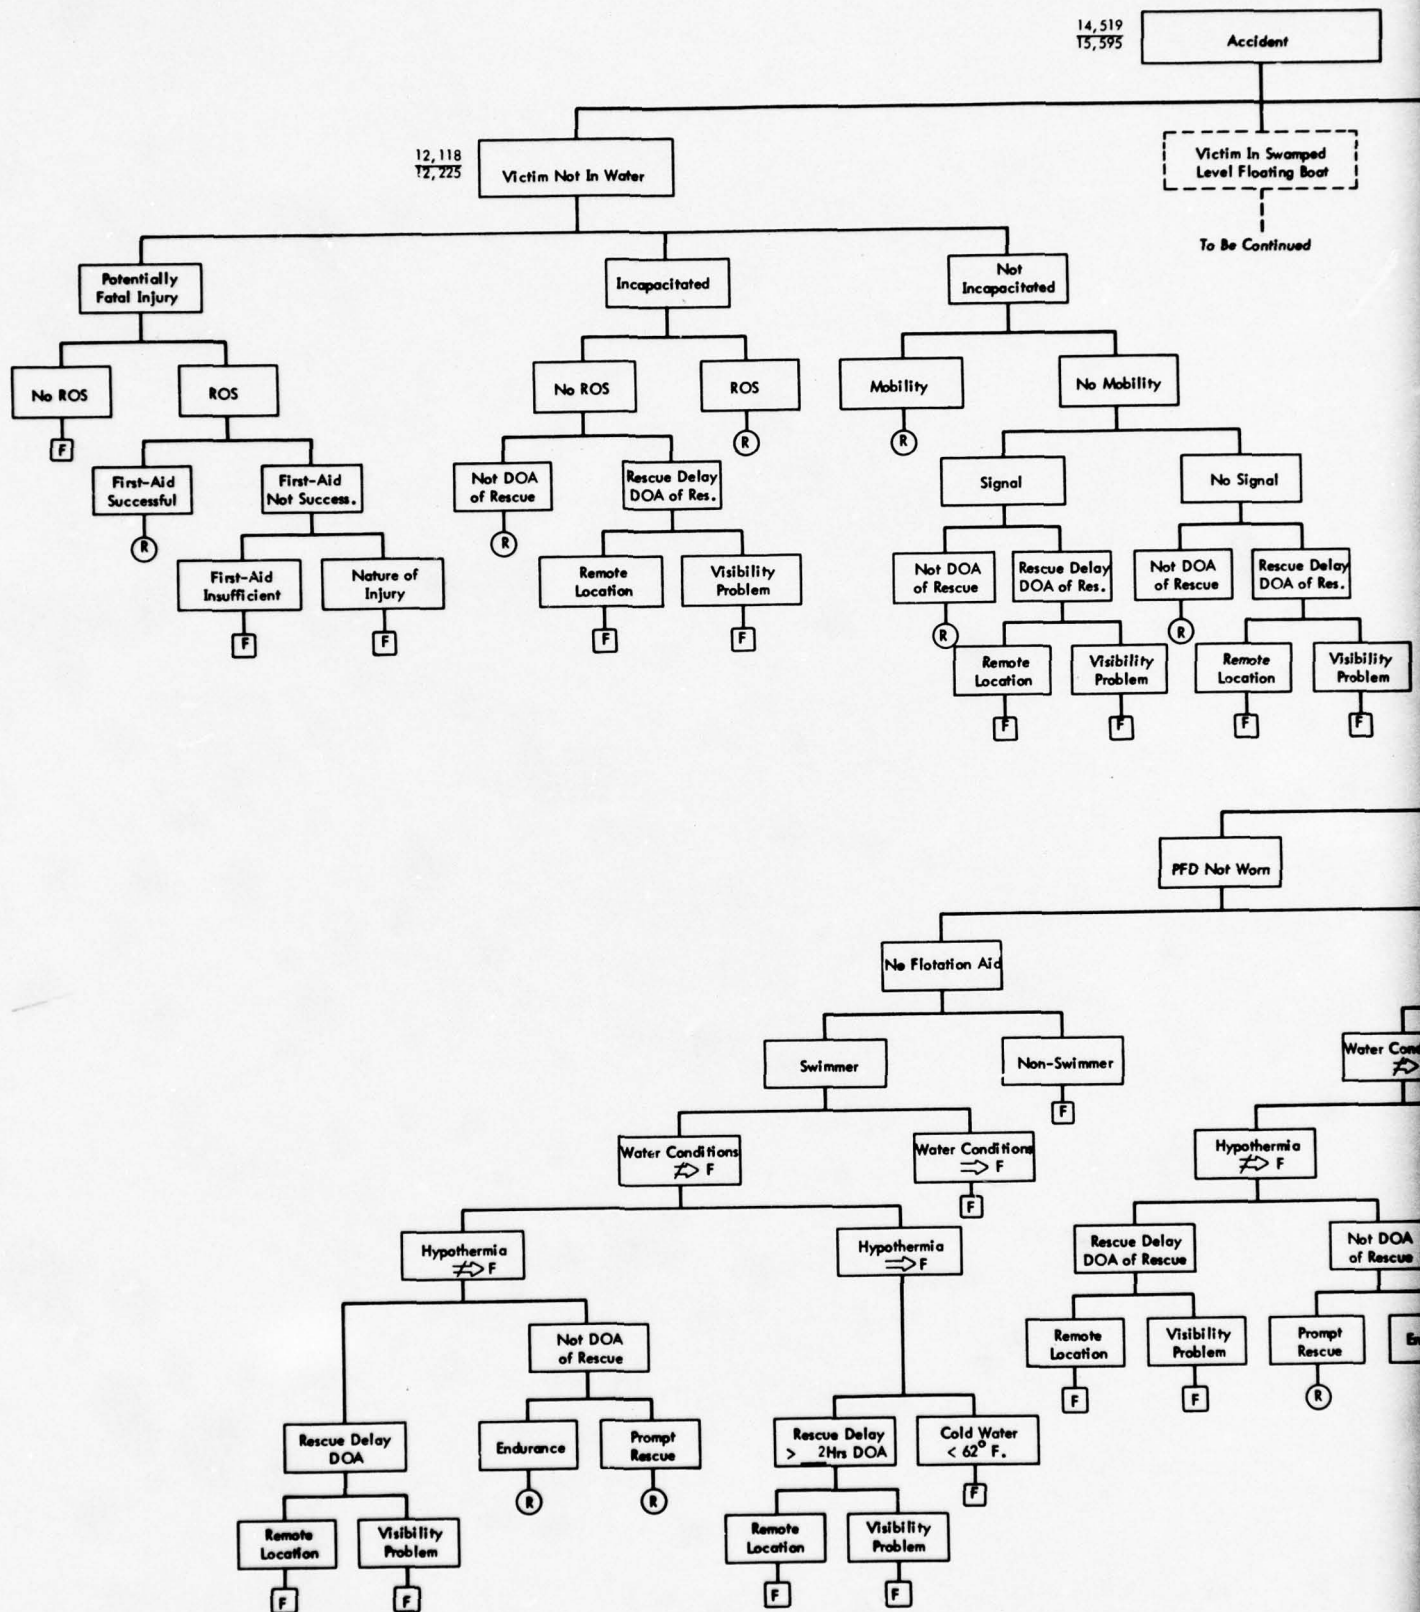 14,519
15,595
Accident
12,118
12,225
Victim Not In Water
Victim In Swamped
Level Floating Boat
To Be Continued
Potentially
Fatal Injury
Incapacitated
Not
Incapacitated
No ROS
ROS
No ROS
ROS
Mobility
No Mobility
F
R
R
First-Aid
Successful
First-Aid
Not Success.
Not DOA
of Rescue
Rescue Delay
DOA of Res.
Signal
No Signal
R
R
First-Aid
Insufficient
Nature of
Injury
Remote
Location
Visibility
Problem
Not DOA
of Rescue
Rescue Delay
DOA of Res.
Not DOA
of Rescue
Rescue Delay
DOA of Res.
F
F
F
F
R
R
Remote
Location
Visibility
Problem
Remote
Location
Visibility
Problem
F
F
F
F
PFD Not Worn
No Flotation Aid
Swimmer
Non-Swimmer
Water
⇏
F
Water Conditions
⇏ F
Water Conditions
⇒ F
Hypothermia
⇏ F
F
Hypothermia
⇏ F
Hypothermia
⇒ F
Rescue Delay
DOA of Rescue
Not DOA
of Rescue
Not DOA
of Rescue
Remote
Location
Visibility
Problem
Prompt
Rescue
F
F
R
Rescue Delay
DOA
Endurance
Prompt
Rescue
Rescue Delay
> 2Hrs DOA
Cold Water
< 62° F.
R
R
F
Remote
Location
Visibility
Problem
Remote
Location
Visibility
Problem
F
F
F
F